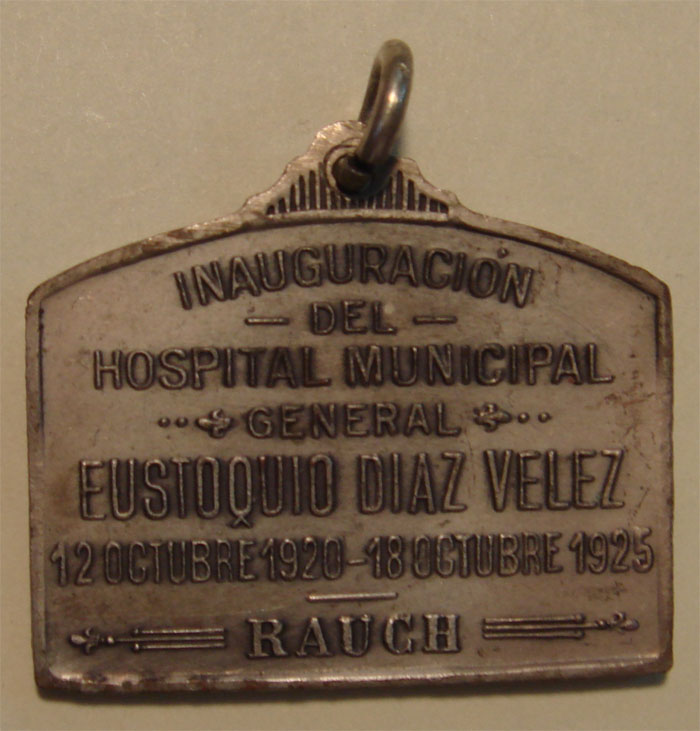 INAUGURACIÓN
— DEL —
HOSPITAL MUNICIPAL
GENERAL
EUSTOQUIO DIAZ VELEZ
12 OCTUBRE 1920 - 18 OCTUBRE 1925
RAUCH